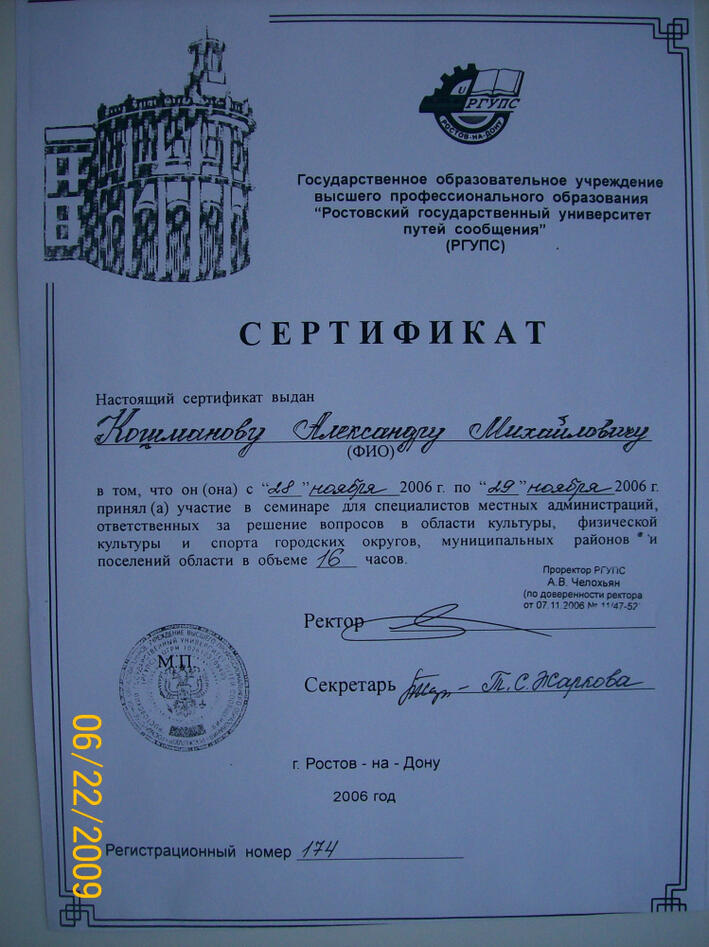 РГУПС
РОСТОВ-НА-ДОНУ
Государственное образовательное учреждение
высшего профессионального образования
"Ростовский государственный университет
путей сообщения"
(РГУПС)
СЕРТИФИКАТ
Настоящий сертификат выдан
Кошманову Александру Михайловичу
(ФИО)
в том, что он (она) с "28" ноября 2006 г. по "29" ноября 2006 г.
принял (а) участие в семинаре для специалистов местных администраций,
ответственных за решение вопросов в области культуры, физической
культуры и спорта городских округов, муниципальных районов и
поселений области в объеме 16 часов.
Проректор РГУПС
А.В. Челохьян
(по доверенности ректора
от 07.11.2006 № 11/47-52
Ректор
Секретарь Т.С. Жаркова
М.П.
г. Ростов - на - Дону
2006 год
Регистрационный номер 174
06/22/2009